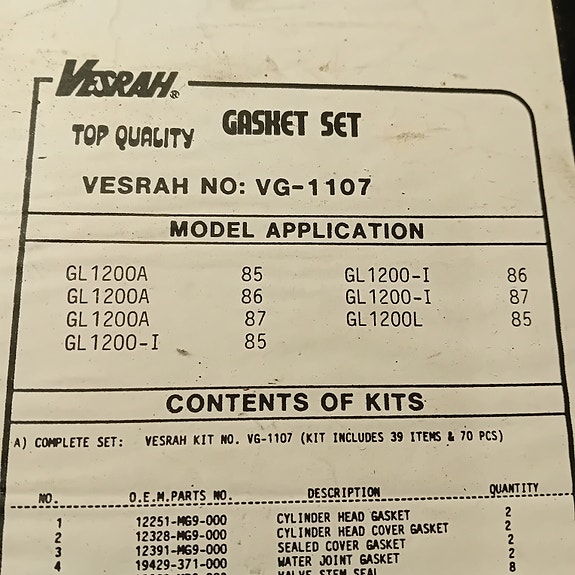 VESRAH®
TOP QUALITY GASKET SET
VESRAH NO: VG-1107
MODEL APPLICATION
GL1200A 85 GL1200-I 86
GL1200A 86 GL1200-I 87
GL1200A 87 GL1200L 85
GL1200-I 85
CONTENTS OF KITS
A) COMPLETE SET: VESRAH KIT NO. VG-1107 (KIT INCLUDES 39 ITEMS & 70 PCS)
NO. O.E.M.PARTS NO. DESCRIPTION QUANTITY
1 12251-MG9-000 CYLINDER HEAD GASKET 2
2 12328-MG9-000 CYLINDER HEAD COVER GASKET 2
3 12391-MG9-000 SEALED COVER GASKET 2
4 19429-371-000 WATER JOINT GASKET 2
VALVE STEM SEAL 8